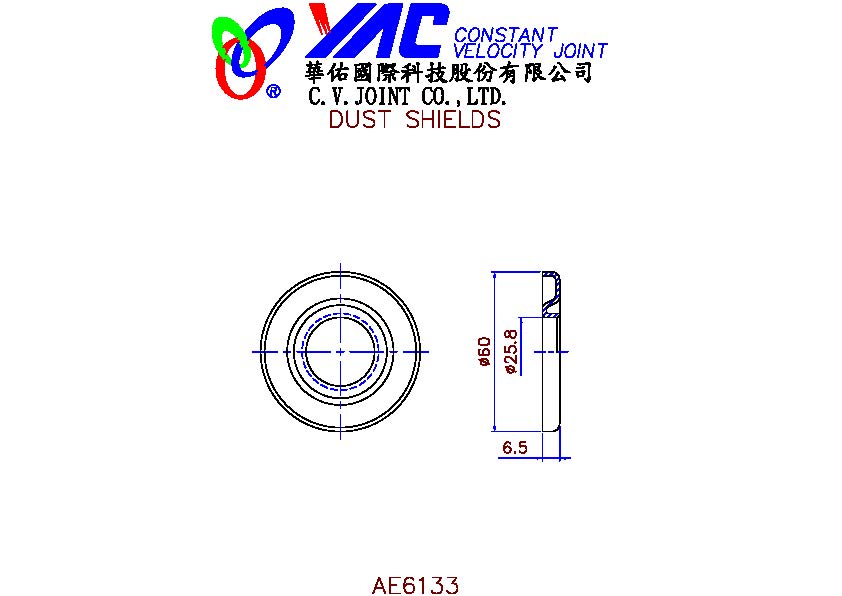 YAC CONSTANT
VELOCITY JOINT
®
華佑國際科技股份有限公司
C.V.JOINT CO.,LTD.
DUST SHIELDS
ø60
ø25.8
6.5
AE6133